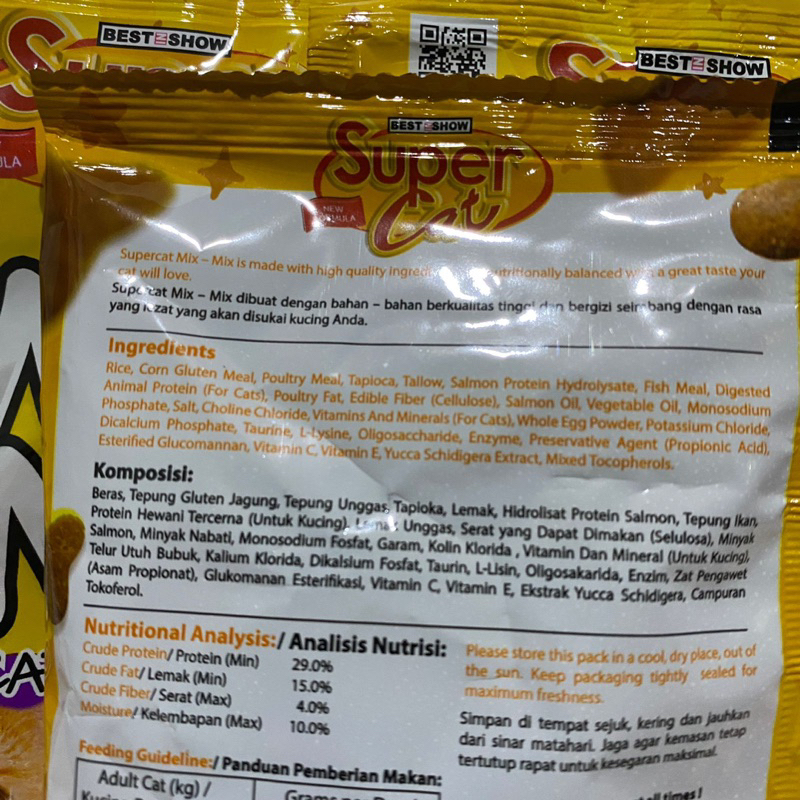 BEST IN SHOW
BEST IN SHOW
BEST IN SHOW
Super
Cat
NEW
FORMULA
Supercat Mix – Mix is made with high quality nutritionally balanced a great taste your
cat will love.
Supercat Mix – Mix dibuat dengan bahan – bahan berkualitas tinggi dan bergizi seimbang dengan rasa
yang lezat yang akan disukai kucing Anda.
Ingredients
Rice, Corn Gluten Meal, Poultry Meal, Tapioca, Tallow, Salmon Protein Hydrolysate, Fish Meal, Digested
Animal Protein (For Cats), Poultry Fat, Edible Fiber (Cellulose), Salmon Oil, Vegetable Oil, Monosodium
Phosphate, Salt, Choline Chloride, Vitamins And Minerals (For Cats), Whole Egg Powder, Potassium Chloride,
Dicalcium Phosphate, Taurine, L-Lysine, Oligosaccharide, Enzyme, Preservative Agent (Propionic Acid),
Esterified Glucomannan, Vitamin C, Vitamin E, Yucca Schidigera Extract, Mixed Tocopherols.
Komposisi:
Beras, Tepung Gluten Jagung, Tepung Unggas, Tapioka, Lemak, Hidrolisat Protein Salmon, Tepung Ikan,
Protein Hewani Tercerna (Untuk Kucing). Lemak Unggas, Serat yang Dapat Dimakan (Selulosa), Minyak
Salmon, Minyak Nabati, Monosodium Fosfat, Garam, Kolin Klorida , Vitamin Dan Mineral (Untuk Kucing),
Telur Utuh Bubuk, Kalium Klorida, Dikalsium Fosfat, Taurin, L-Lisin, Oligosakarida, Enzim, Zat Pengawet
(Asam Propionat), Glukomanan Esterifikasi, Vitamin C, Vitamin E, Ekstrak Yucca Schidigera, Campuran
Tokoferol.
Nutritional Analysis:/ Analisis Nutrisi:
Crude Protein/ Protein (Min) 29.0%
Crude Fat/ Lemak (Min) 15.0%
Crude Fiber/ Serat (Max) 4.0%
Moisture/ Kelembapan (Max) 10.0%
Please store this pack in a cool, dry place, out of
the sun. Keep packaging tightly sealed for
maximum freshness.
Simpan di tempat sejuk, kering dan jauhkan
dari sinar matahari. Jaga agar kemasan tetap
tertutup rapat untuk kesegaran maksimal.
Feeding Guideline:/ Panduan Pemberian Makan:
Adult Cat (kg) /
all times!